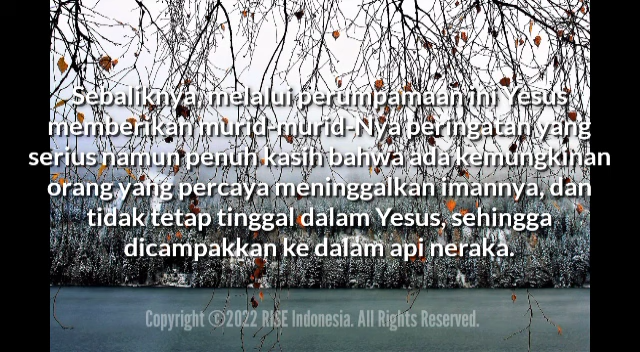 Sebaliknya, melalui perumpamaan ini Yesus
memberikan murid-murid-Nya peringatan yang
serius namun penuh kasih bahwa ada kemungkinan
orang yang percaya meninggalkan imannya, dan
tidak tetap tinggal dalam Yesus, sehingga
dicampakkan ke dalam api neraka.
Copyright ©2022 RISE Indonesia. All Rights Reserved.